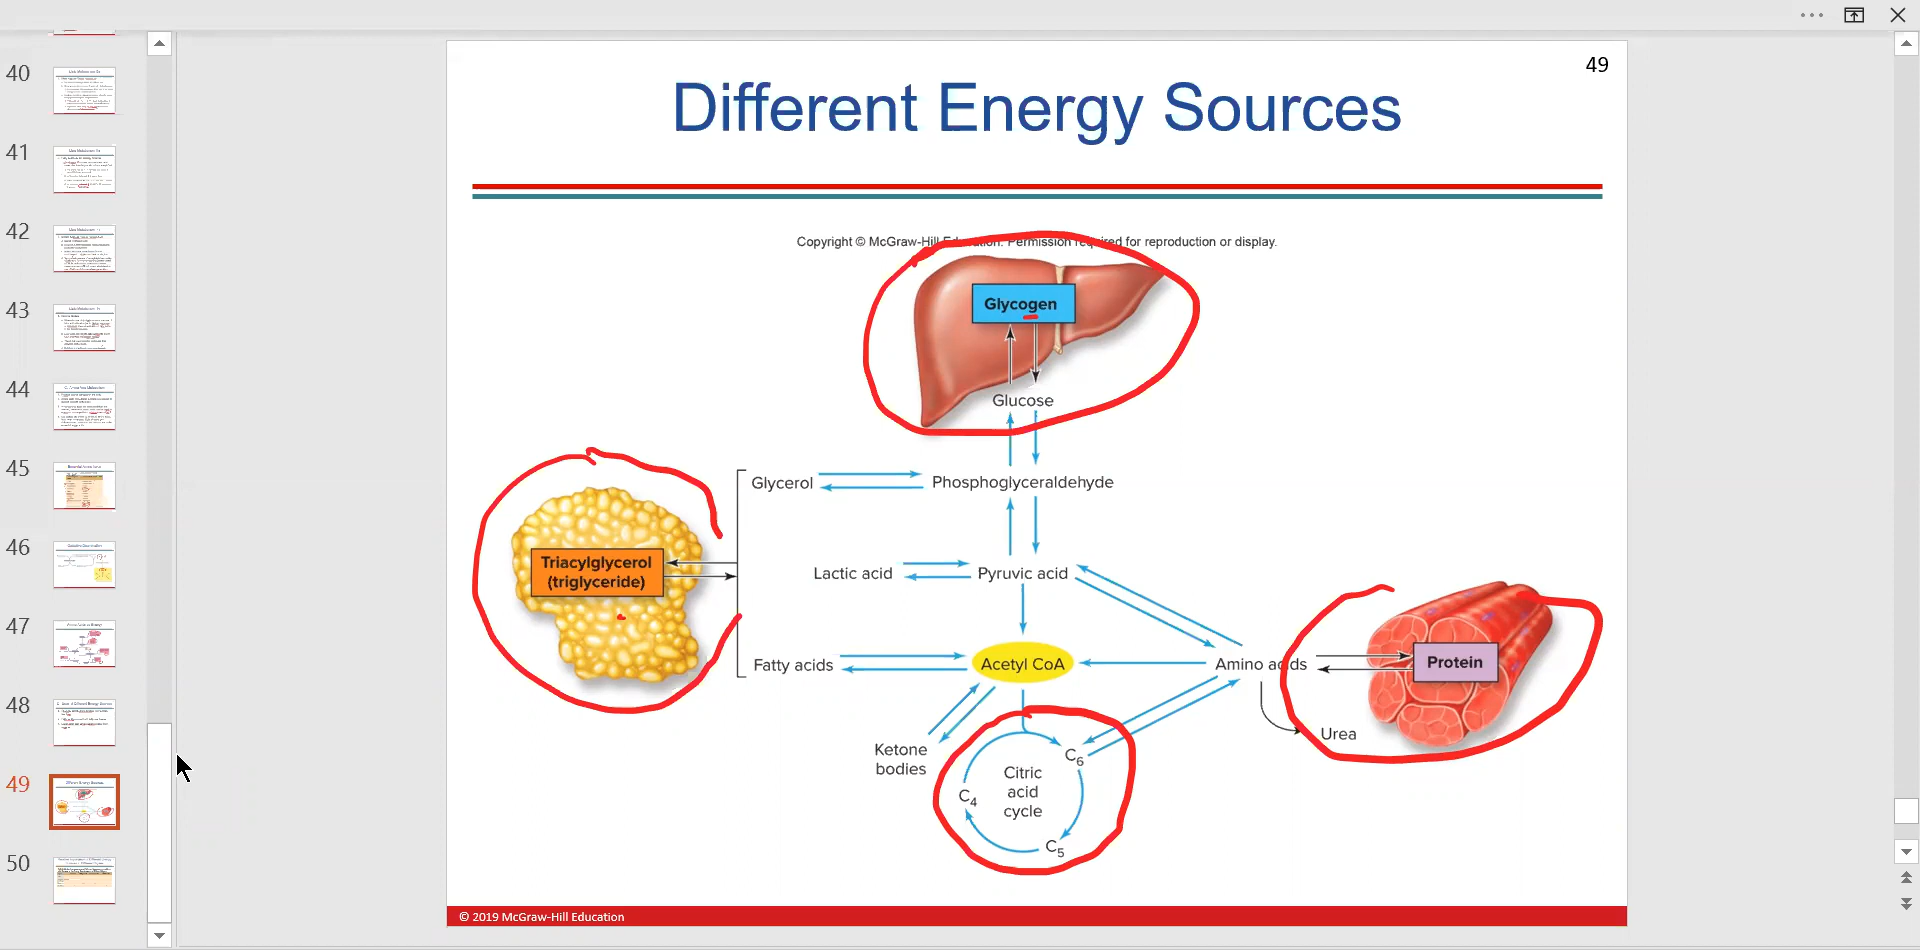 40
41
42
43
44
45
46
47
48
49
50
49
Different Energy Sources
Copyright © McGraw-Hill Education. Permission required for reproduction or display.
Glycogen
Glucose
Glycerol
Phosphoglyceraldehyde
Triacylglycerol
(triglyceride)
Lactic acid
Pyruvic acid
Fatty acids
Acetyl CoA
Amino acids
Protein
Urea
Ketone
bodies
C6
Citric
acid
cycle
C4
C5
© 2019 McGraw-Hill Education